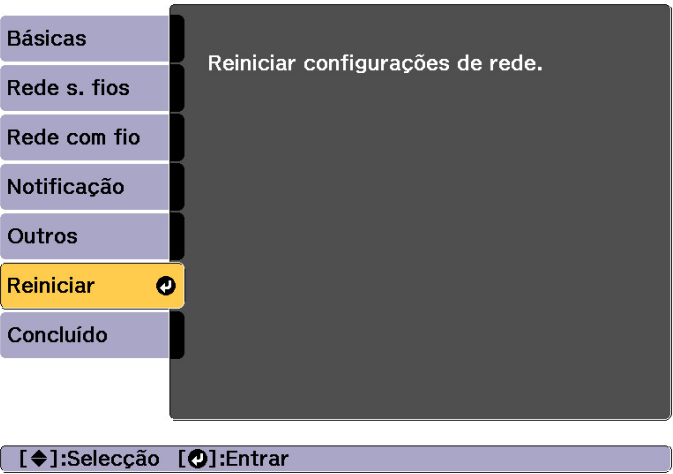 Básicas
Rede s. fios
Rede com fio
Notificação
Outros
Reiniciar
Concluído
Reiniciar configurações de rede.
[◆]:Selecção [↵]:Entrar